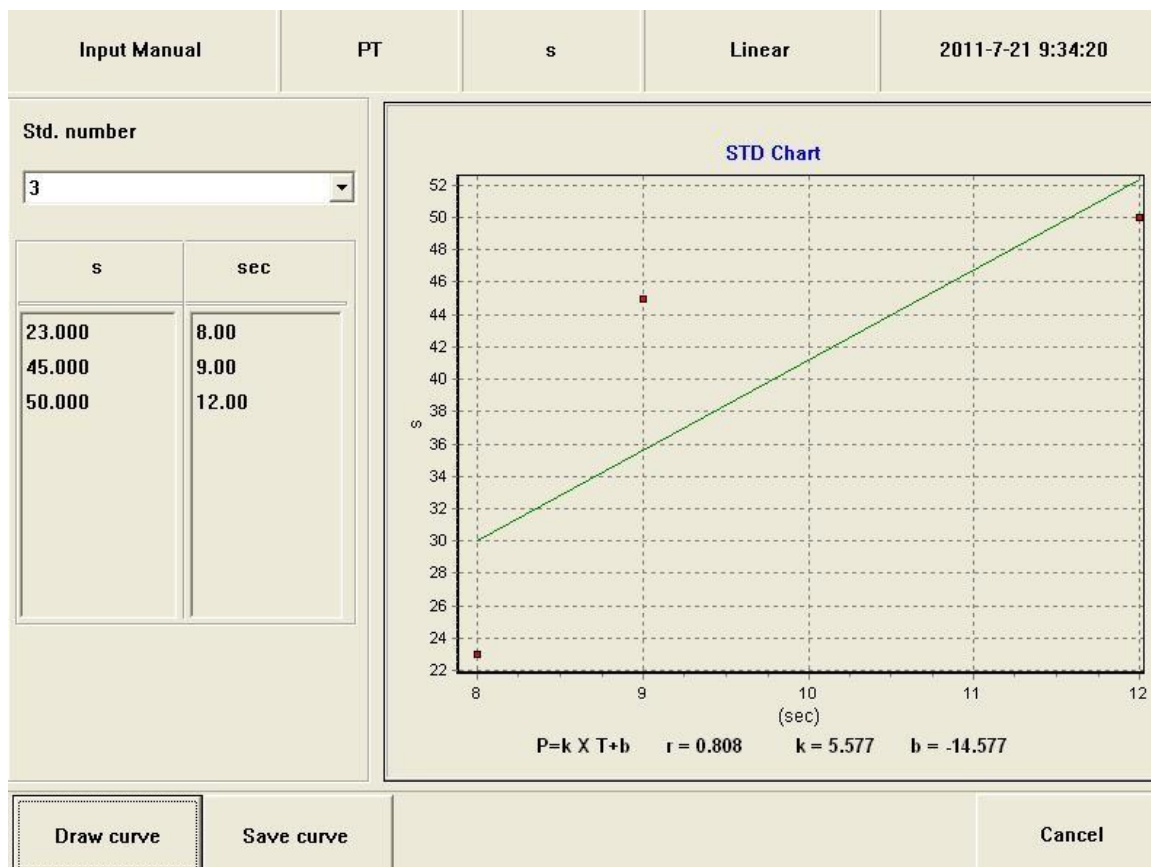 Input Manual PT s Linear 2011-7-21 9:34:20
Std. number
3
s sec
23.000 8.00
45.000 9.00
50.000 12.00
STD Chart
52
50
48
46
44
42
40
38
36
34
32
30
28
26
24
22
s
8 9 10 11 12
(sec)
P=k X T+b r = 0.808 k = 5.577 b = -14.577
Draw curve Save curve Cancel